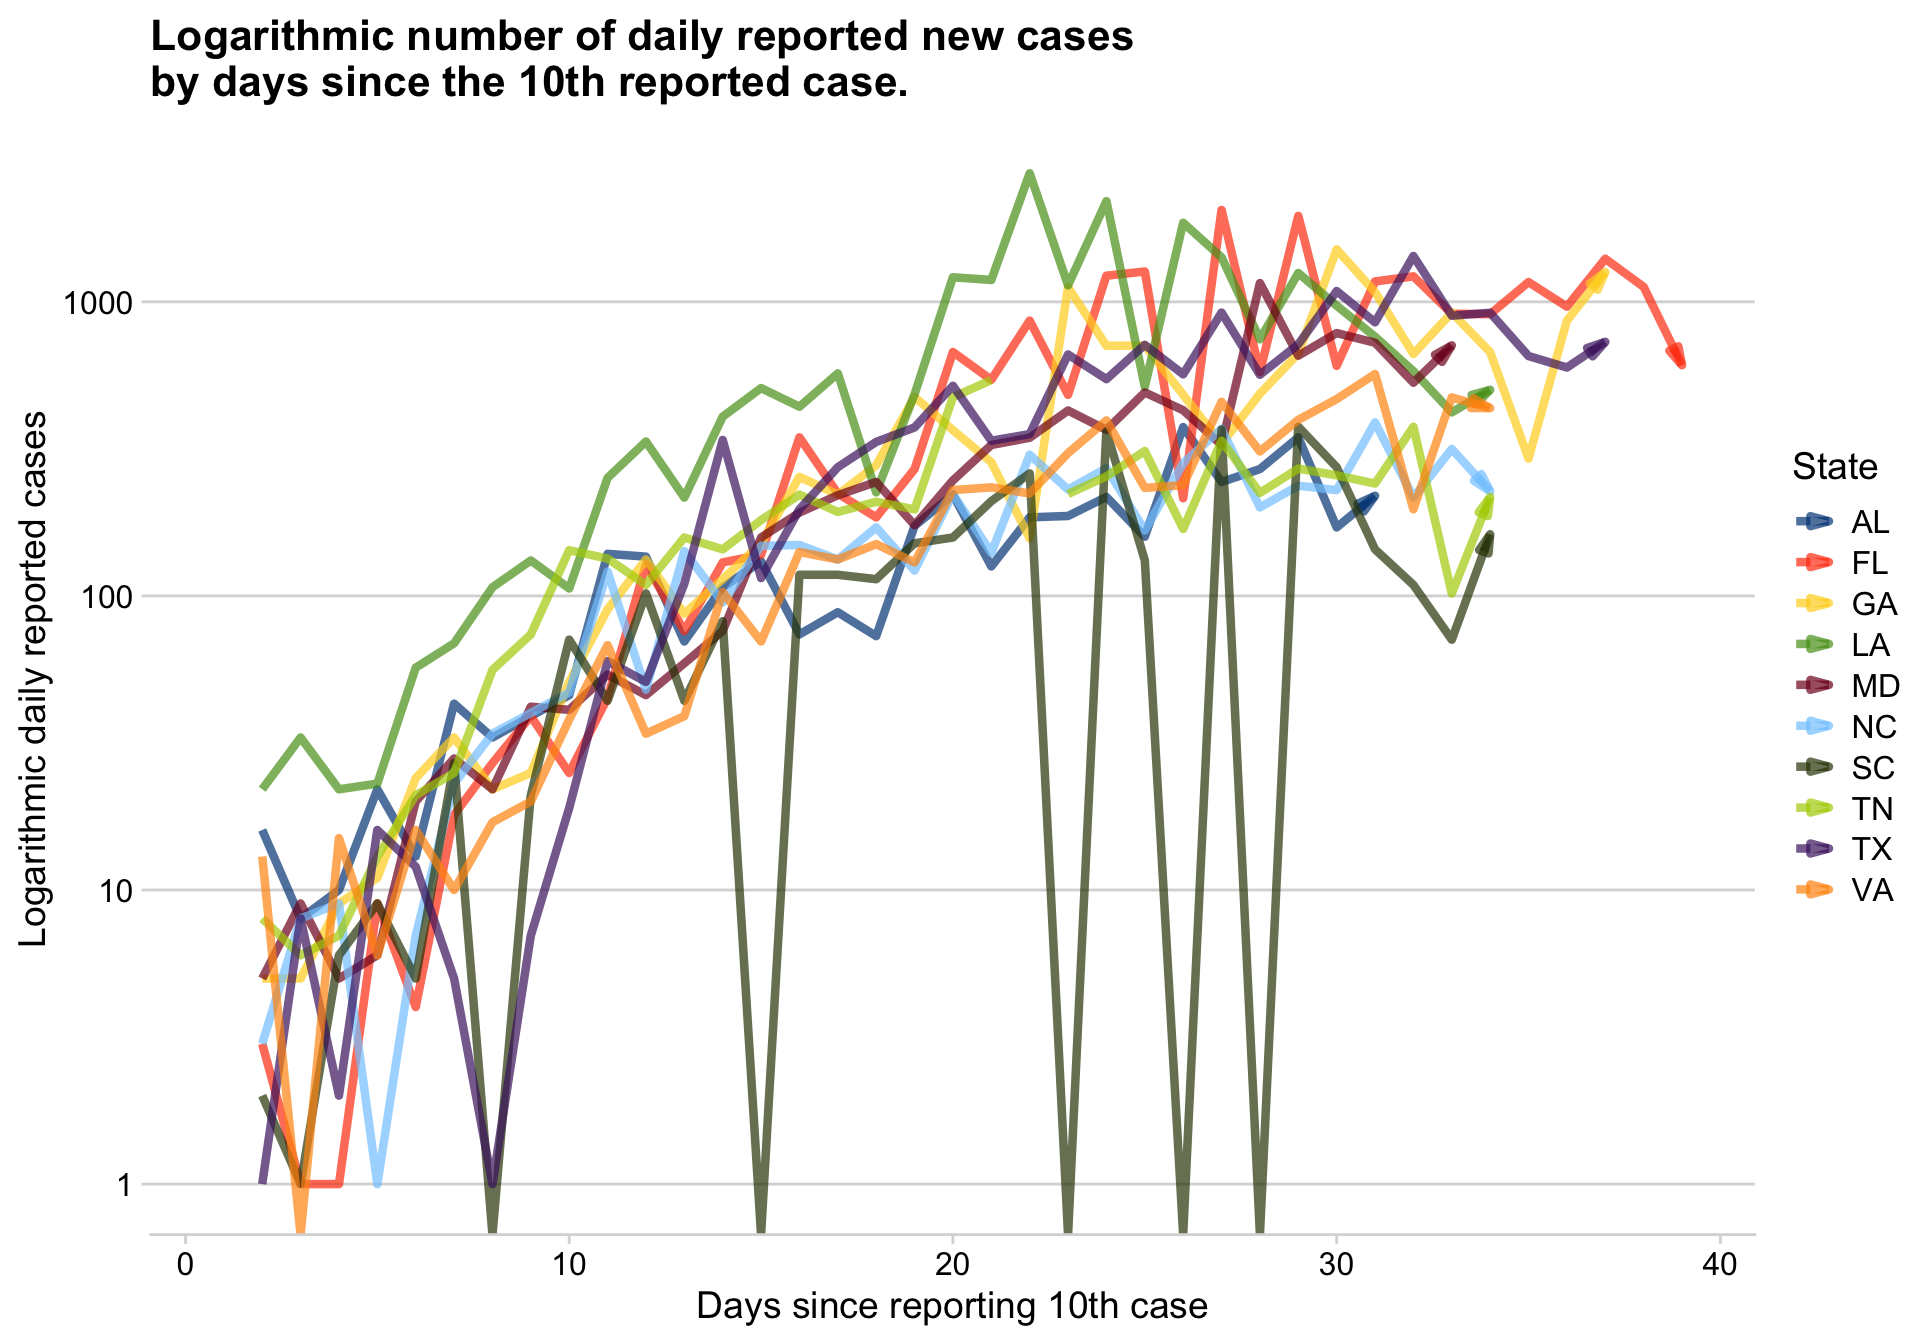 Logarithmic number of daily reported new cases
by days since the 10th reported case.
Logarithmic daily reported cases
1000
100
10
1
0
10
20
30
40
Days since reporting 10th case
State
AL
FL
GA
LA
MD
NC
SC
TN
TX
VA